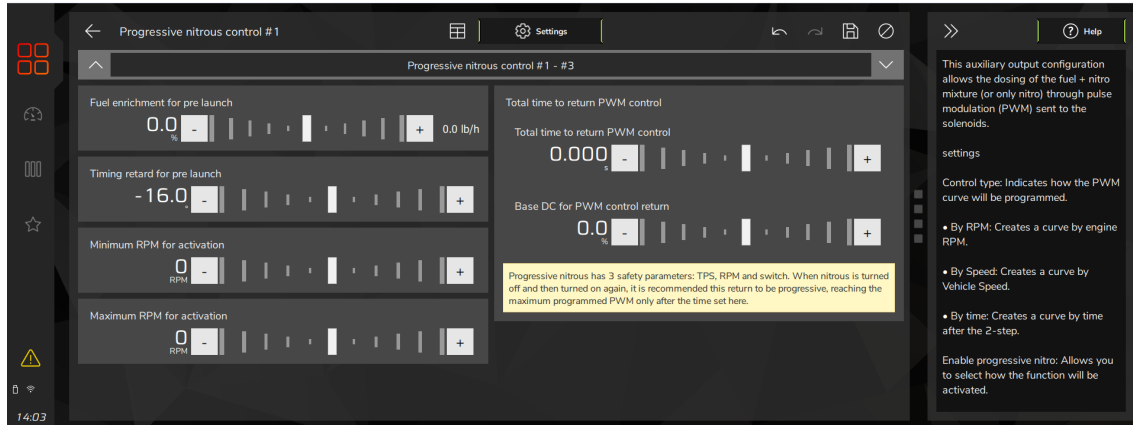 Progressive nitrous control #1
Settings
Help
Progressive nitrous control #1 - #3
Fuel enrichment for pre launch
0.0
%
-
+
0.0 lb/h
Timing retard for pre launch
-16.0
°
-
+
Minimum RPM for activation
0
RPM
-
+
Maximum RPM for activation
0
RPM
-
+
Total time to return PWM control
Total time to return PWM control
0.000
s
-
+
Base DC for PWM control return
0.0
%
-
+
Progressive nitrous has 3 safety parameters: TPS, RPM and switch. When nitrous is turned
off and then turned on again, it is recommended this return to be progressive, reaching the
maximum programmed PWM only after the time set here.
This auxiliary output configuration
allows the dosing of the fuel + nitro
mixture (or only nitro) through pulse
modulation (PWM) sent to the
solenoids.
settings
Control type: Indicates how the PWM
curve will be programmed.
• By RPM: Creates a curve by engine
RPM.
• By Speed: Creates a curve by
Vehicle Speed.
• By time: Creates a curve by time
after the 2-step.
Enable progressive nitro: Allows you
to select how the function will be
activated.
14:03